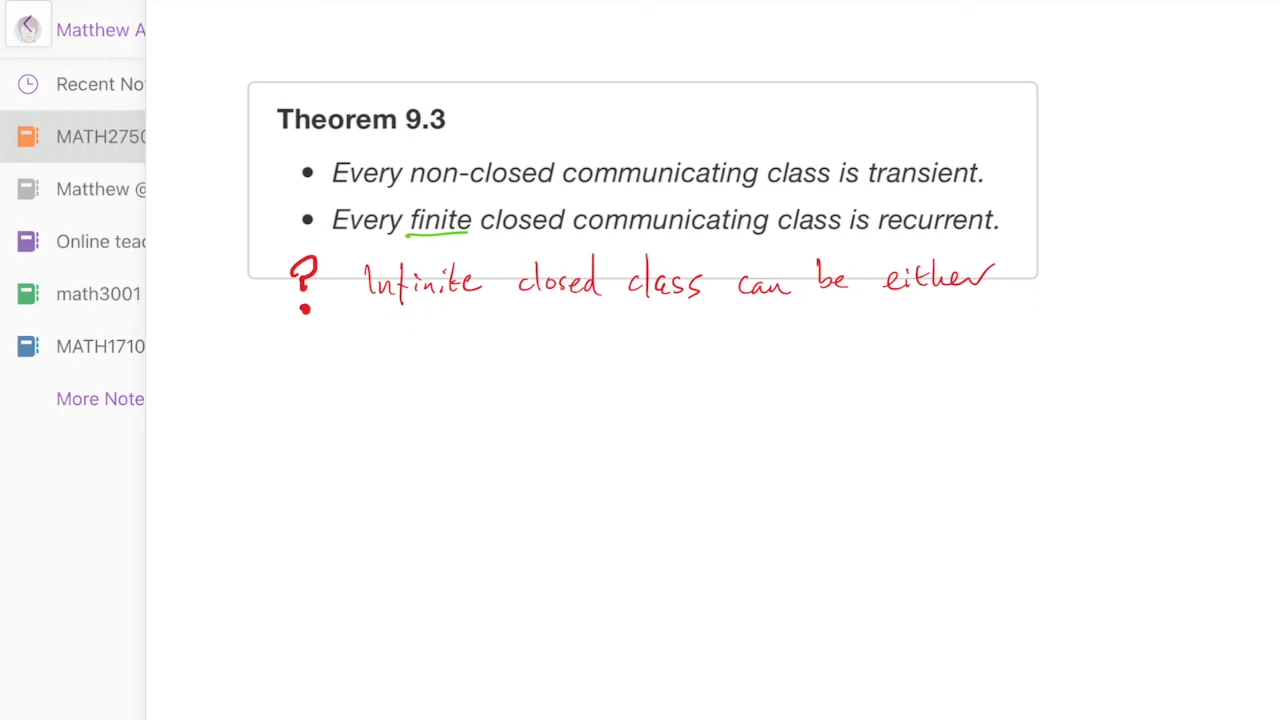 Matthew A
Recent No
MATH2750
Matthew @
Online tea
math3001
MATH1710
More Note
Theorem 9.3
• Every non-closed communicating class is transient.
• Every finite closed communicating class is recurrent.
? Infinite closed class can be either